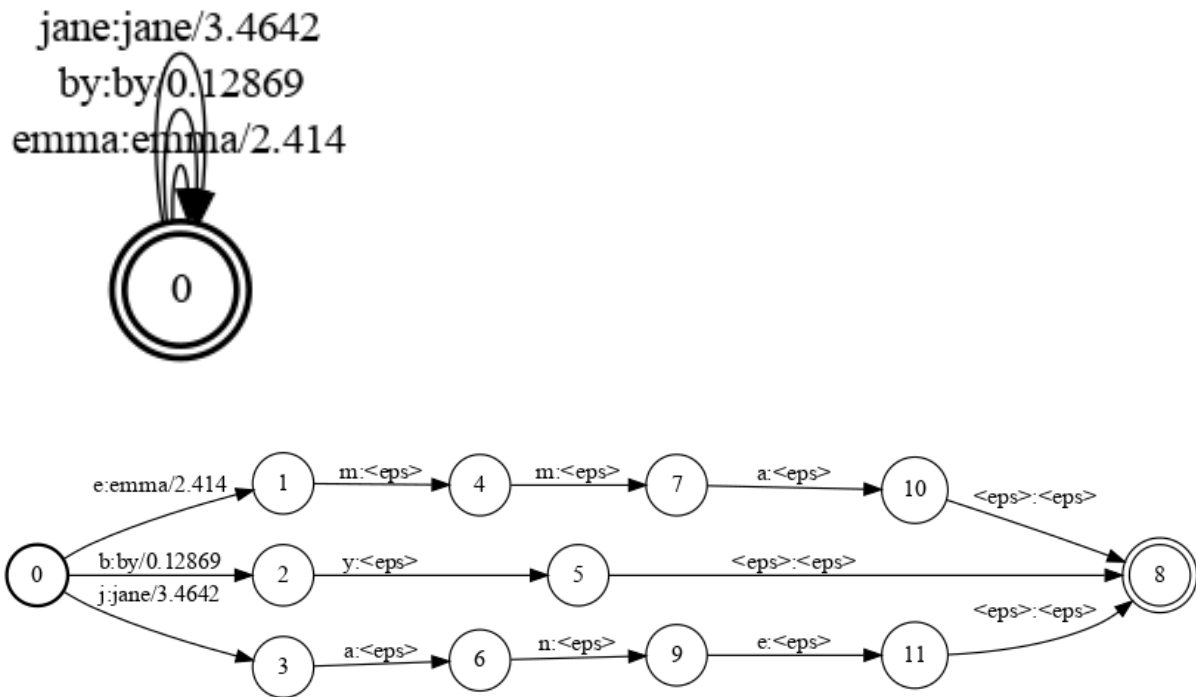 jane:jane/3.4642
by:by/0.12869
emma:emma/2.414
0
e:emma/2.414
1
m:<eps>
4
m:<eps>
7
a:<eps>
10
<eps>:<eps>
0
b:by/0.12869
2
y:<eps>
5
<eps>:<eps>
8
j:jane/3.4642
3
a:<eps>
6
n:<eps>
9
e:<eps>
11
<eps>:<eps>